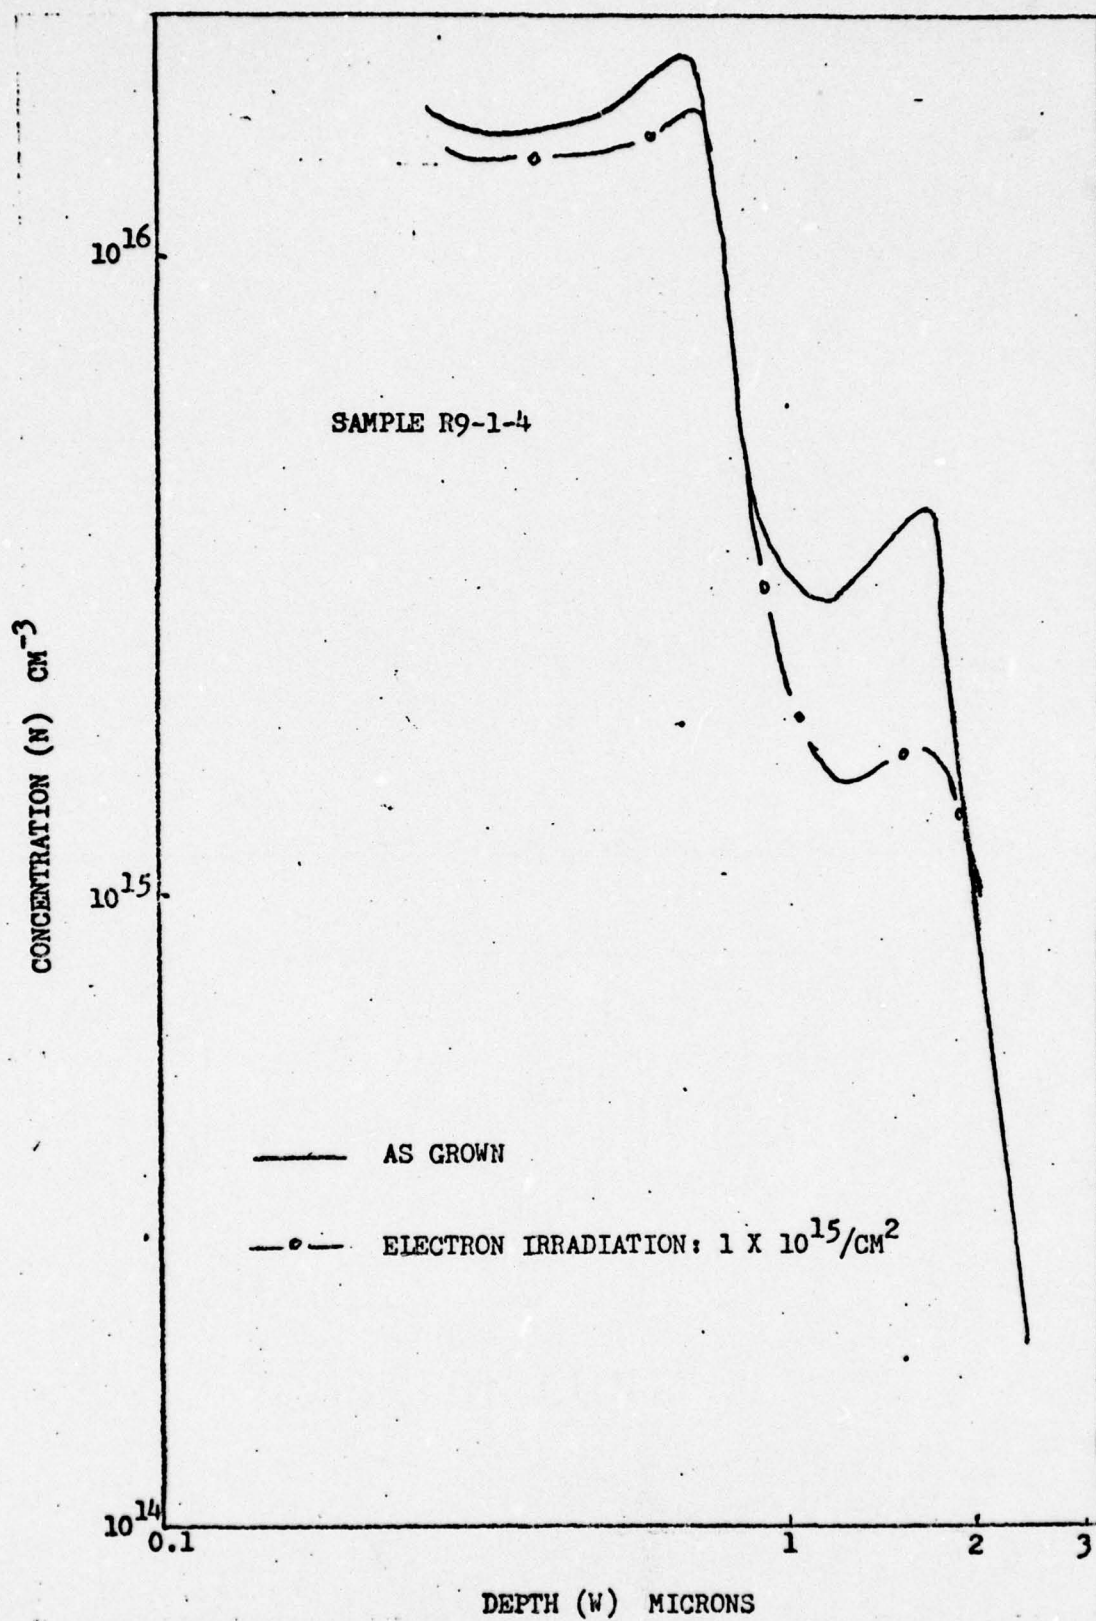 10^16
SAMPLE R9-1-4
CONCENTRATION (N) CM^-3
10^15
AS GROWN
ELECTRON IRRADIATION: 1 X 10^15/CM^2
10^14
0.1
1
2
3
DEPTH (W) MICRONS